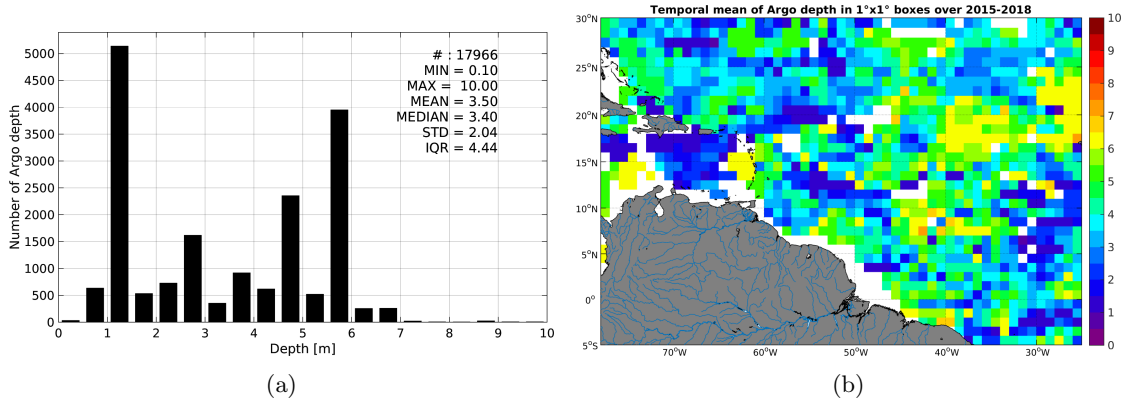 5000
4500
4000
3500
3000
2500
2000
1500
1000
500
0
Number of Argo depth
# : 17966
MIN = 0.10
MAX = 10.00
MEAN = 3.50
MEDIAN = 3.40
STD = 2.04
IQR = 4.44
0 1 2 3 4 5 6 7 8 9 10
Depth [m]
(a)
Temporal mean of Argo depth in 1°x1° boxes over 2015-2018
30°N
25°N
20°N
15°N
10°N
5°N
0°
5°S
70°W 60°W 50°W 40°W 30°W
10
9
8
7
6
5
4
3
2
1
0
(b)